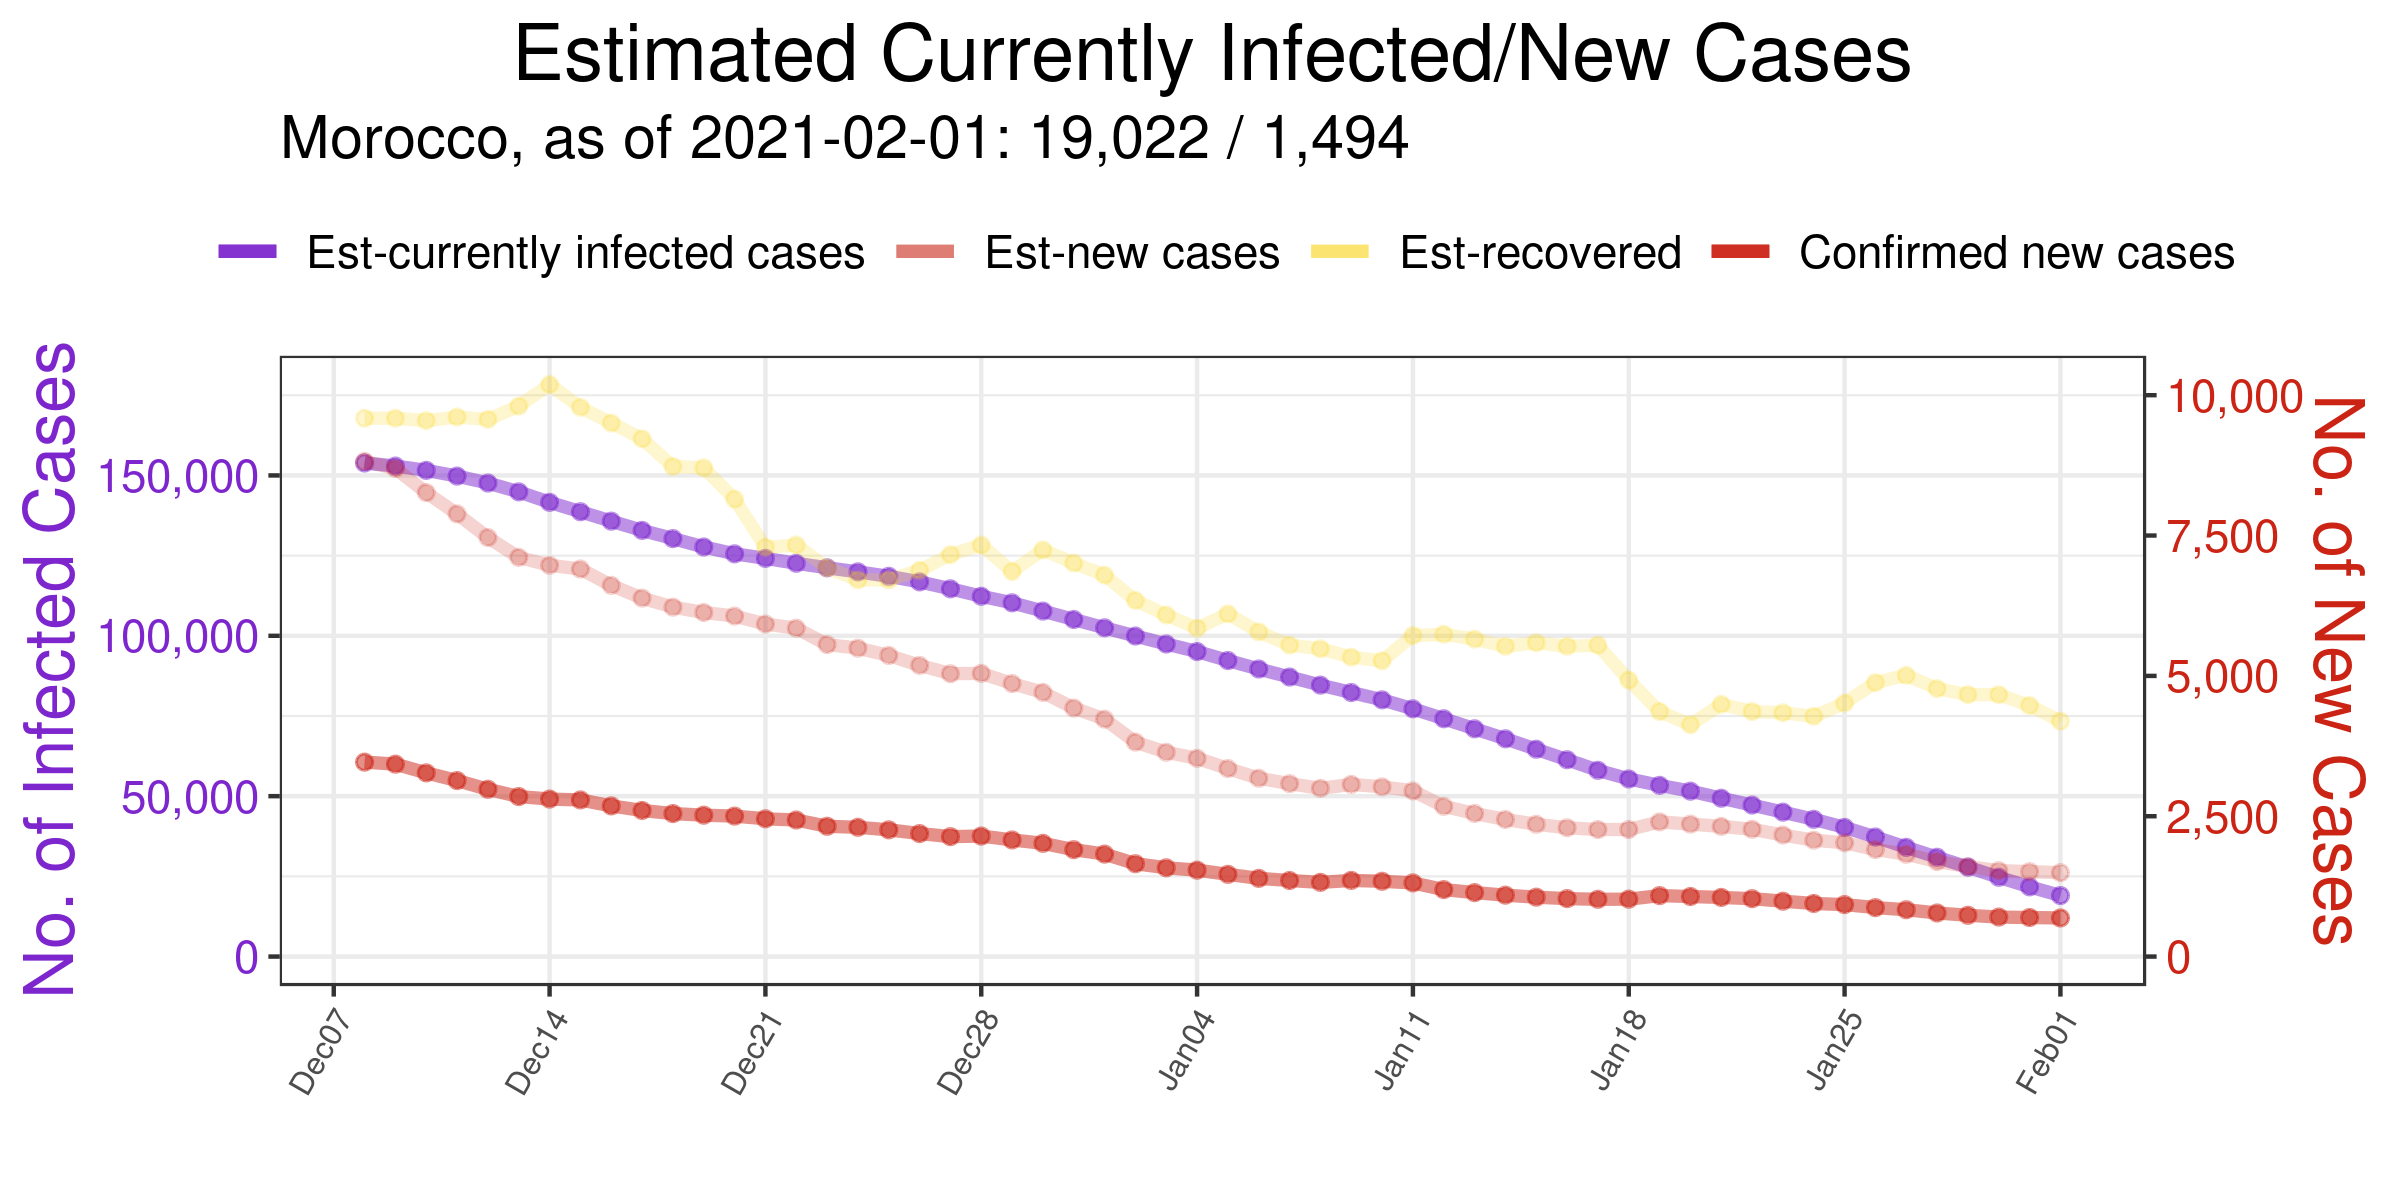 Estimated Currently Infected/New Cases
Morocco, as of 2021-02-01: 19,022 / 1,494
Est-currently infected cases Est-new cases Est-recovered Confirmed new cases
No. of Infected Cases
150,000
100,000
50,000
0
10,000
7,500
5,000
2,500
0
No. of New Cases
Dec07 Dec14 Dec21 Dec28 Jan04 Jan11 Jan18 Jan25 Feb01